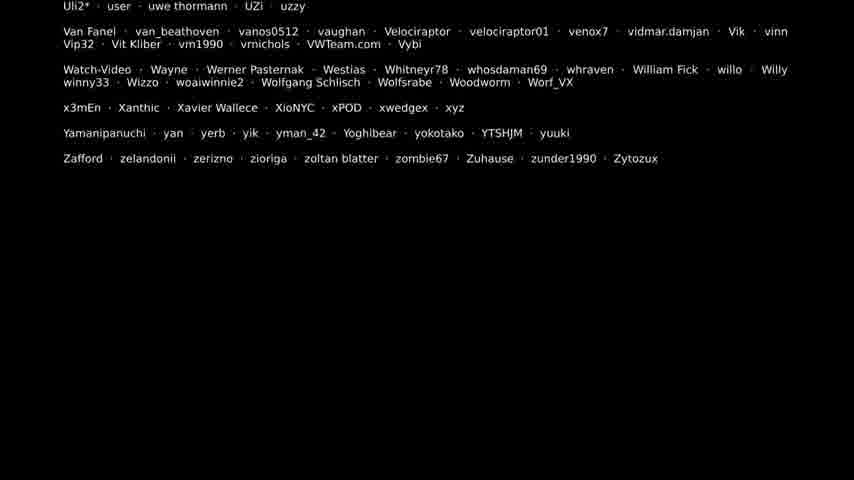 Uli2* · user · uwe thormann · UZi · uzzy
Van Fanel · van_beathoven · vanos0512 · vaughan · Velociraptor · velociraptor01 · venox7 · vidmar.damjan · Vik · vinn
Vip32 · Vit Kliber · vm1990 · vrmichols · VWTeam.com · Vybi
Watch-Video · Wayne · Werner Pasternak · Westias · Whitneyr78 · whosdaman69 · whraven · William Fick · willo · Willy
winny33 · Wizzo · woaiwinnie2 · Wolfgang Schlisch · Wolfsrabe · Woodworm · Worf_VX
x3mEn · Xanthic · Xavier Wallece · XioNYC · xPOD · xwedgex · xyz
Yamanipanuchi · yan · yerb · yik · yman_42 · Yoghibear · yokotako · YTSHJM · yuuki
Zafford · zelandonii · zerizno · zioriga · zoltan blatter · zombie67 · Zuhause · zunder1990 · Zytozux